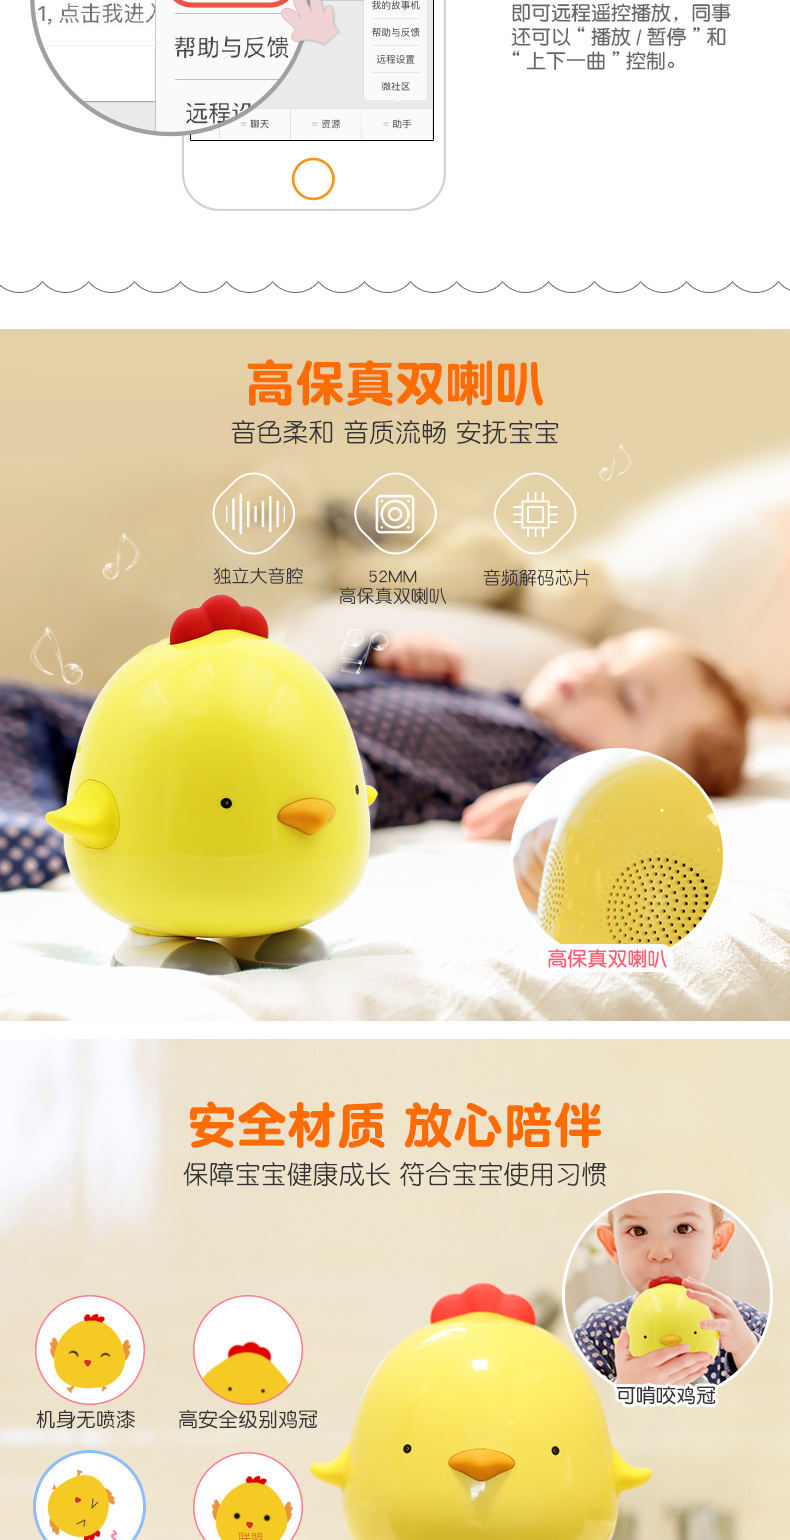 我的故事机
1, 点击我进入
帮助与反馈
帮助与反馈
远程设置
微社区
远程设
≡ 聊天
≡ 资源
≡ 助手
即可远程遥控播放，同事
还可以“ 播放 / 暂停 ”和
“ 上下一曲 ”控制。
高保真双喇叭
音色柔和 音质流畅 安抚宝宝
独立大音腔
52MM
高保真双喇叭
音频解码芯片
高保真双喇叭
安全材质 放心陪伴
保障宝宝健康成长 符合宝宝使用习惯
可啃咬鸡冠
机身无喷漆
高安全级别鸡冠
联盟